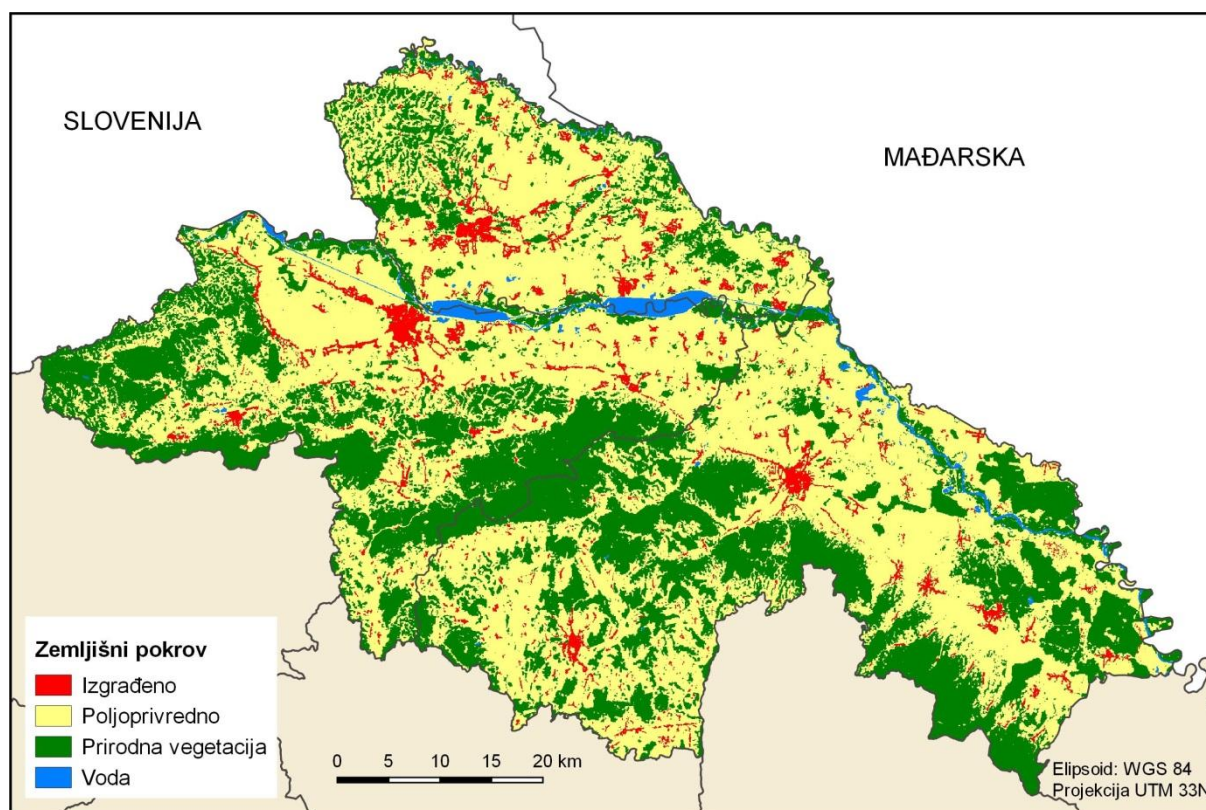 SLOVENIJA
MAĐARSKA
Zemljišni pokrov
Izgrađeno
Poljoprivredno
Prirodna vegetacija
Voda
0 5 10 15 20 km
Elipsoid: WGS 84
Projekcija UTM 33N